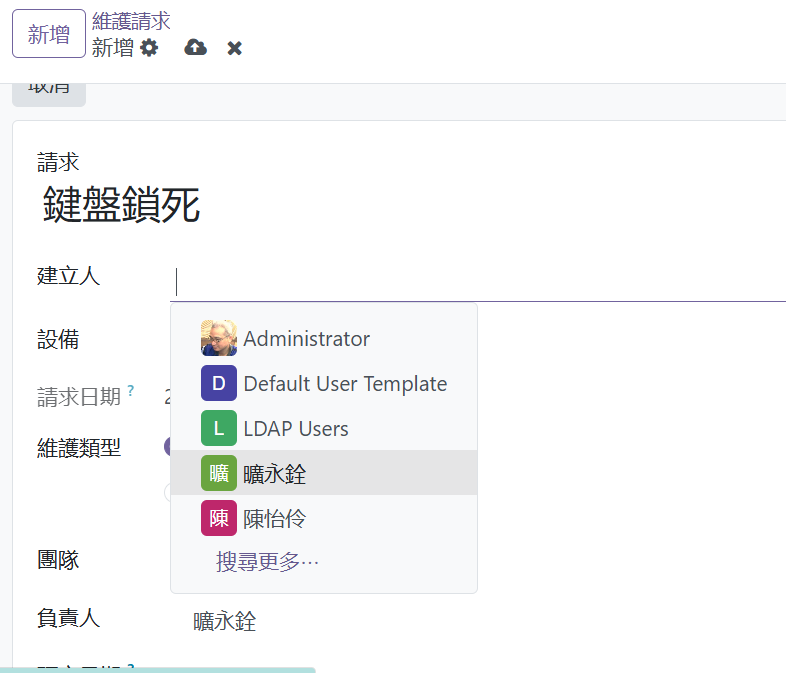 新增
維護請求
新增
取消
請求
鍵盤鎖死
建立人
Administrator
D Default User Template
L LDAP Users
曠 曠永銓
陳 陳怡伶
搜尋更多…
設備
請求日期 ?
維護類型
團隊
負責人 曠永銓